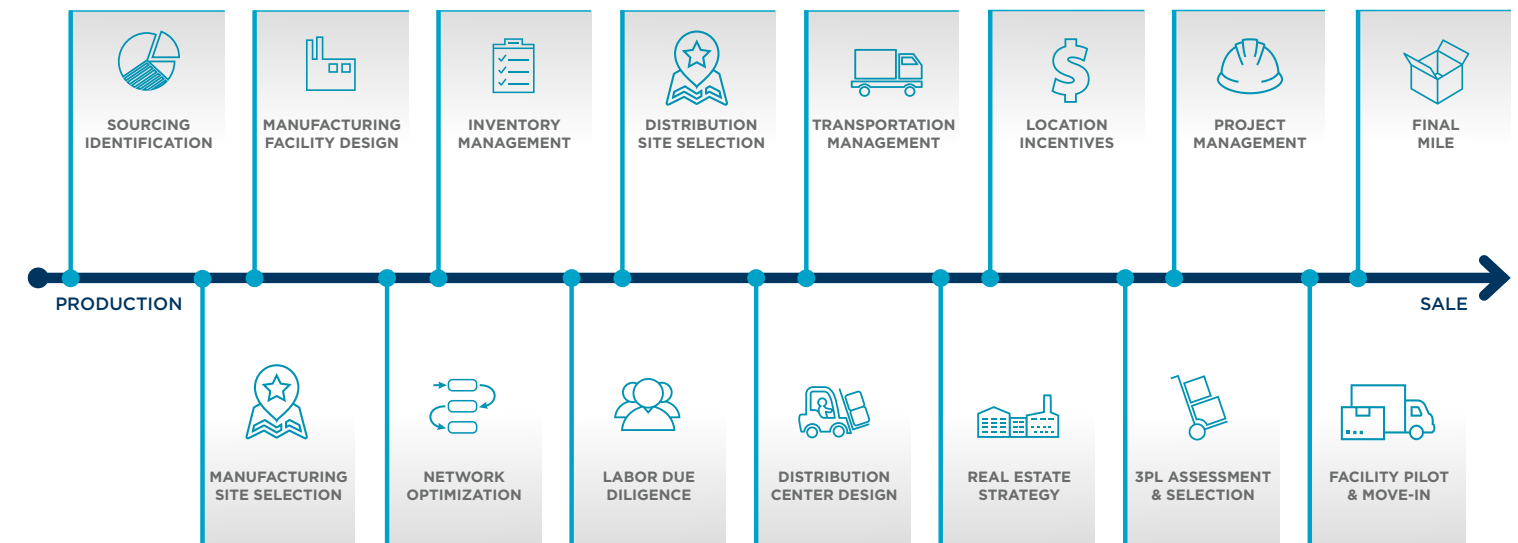 SOURCING
IDENTIFICATION
MANUFACTURING
FACILITY DESIGN
INVENTORY
MANAGEMENT
DISTRIBUTION
SITE SELECTION
TRANSPORTATION
MANAGEMENT
LOCATION
INCENTIVES
PROJECT
MANAGEMENT
FINAL
MILE
PRODUCTION
SALE
MANUFACTURING
SITE SELECTION
NETWORK
OPTIMIZATION
LABOR DUE
DILIGENCE
DISTRIBUTION
CENTER DESIGN
REAL ESTATE
STRATEGY
3PL ASSESSMENT
& SELECTION
FACILITY PILOT
& MOVE-IN